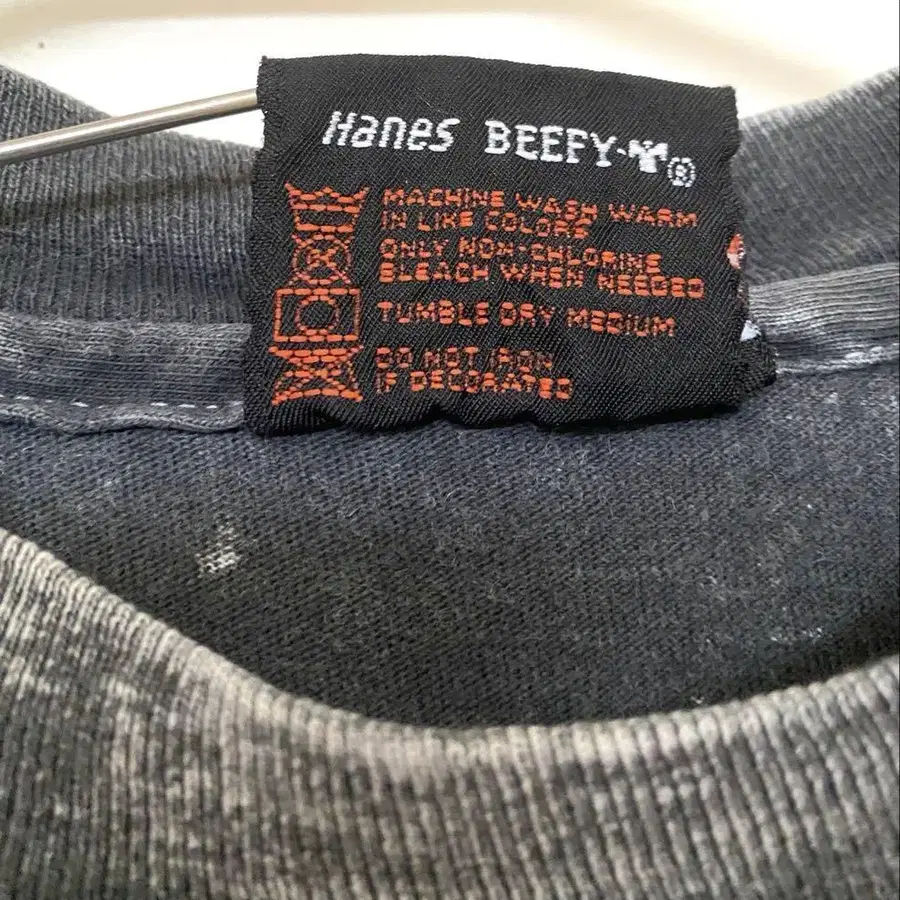 Hanes BEEFY-T®
MACHINE WASH WARM
IN LIKE COLORS
ONLY NON-CHLORINE
BLEACH WHEN NEEDED
TUMBLE DRY MEDIUM
DO NOT IRON
IF DECORATED